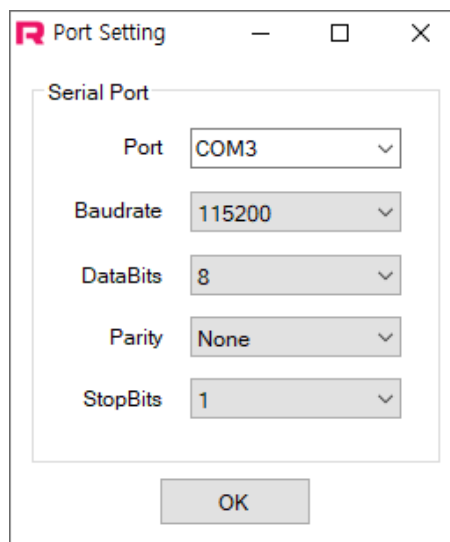 Port Setting
Serial Port
Port COM3
Baudrate 115200
DataBits 8
Parity None
StopBits 1
OK